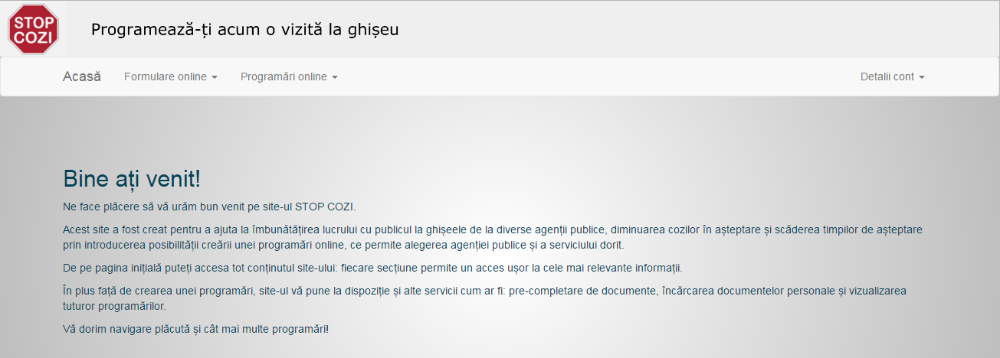 STOP
COZI
Programează-ți acum o vizită la ghișeu
Acasă Formulare online Programări online Detalii cont
Bine ați venit!
Ne face plăcere să vă urăm bun venit pe site-ul STOP COZI.
Acest site a fost creat pentru a ajuta la îmbunătățirea lucrului cu publicul la ghișeele de la diverse agenții publice, diminuarea cozilor în așteptare și scăderea timpilor de așteptare
prin introducerea posibilității creării unei programări online, ce permite alegerea agenției publice și a serviciului dorit.
De pe pagina inițială puteți accesa tot conținutul site-ului: fiecare secțiune permite un acces ușor la cele mai relevante informații.
În plus față de crearea unei programări, site-ul vă pune la dispoziție și alte servicii cum ar fi: pre-completare de documente, încărcarea documentelor personale și vizualizarea
tuturor programărilor.
Vă dorim navigare plăcută și cât mai multe programări!